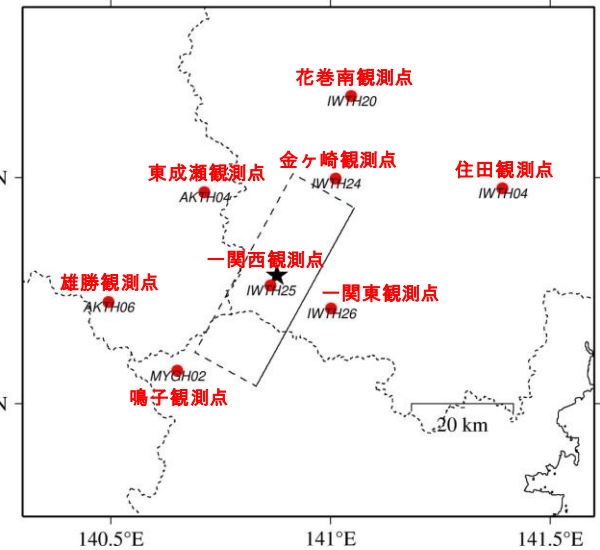 花巻南観測点
IWTH20
金ヶ崎観測点
IWTH24
東成瀬観測点
AKTH04
住田観測点
IWTH04
N
一関西観測点
IWTH25
雄勝観測点
AKTH06
一関東観測点
IWTH26
MYGH02
鳴子観測点
N
20 km
140.5°E
141°E
141.5°E